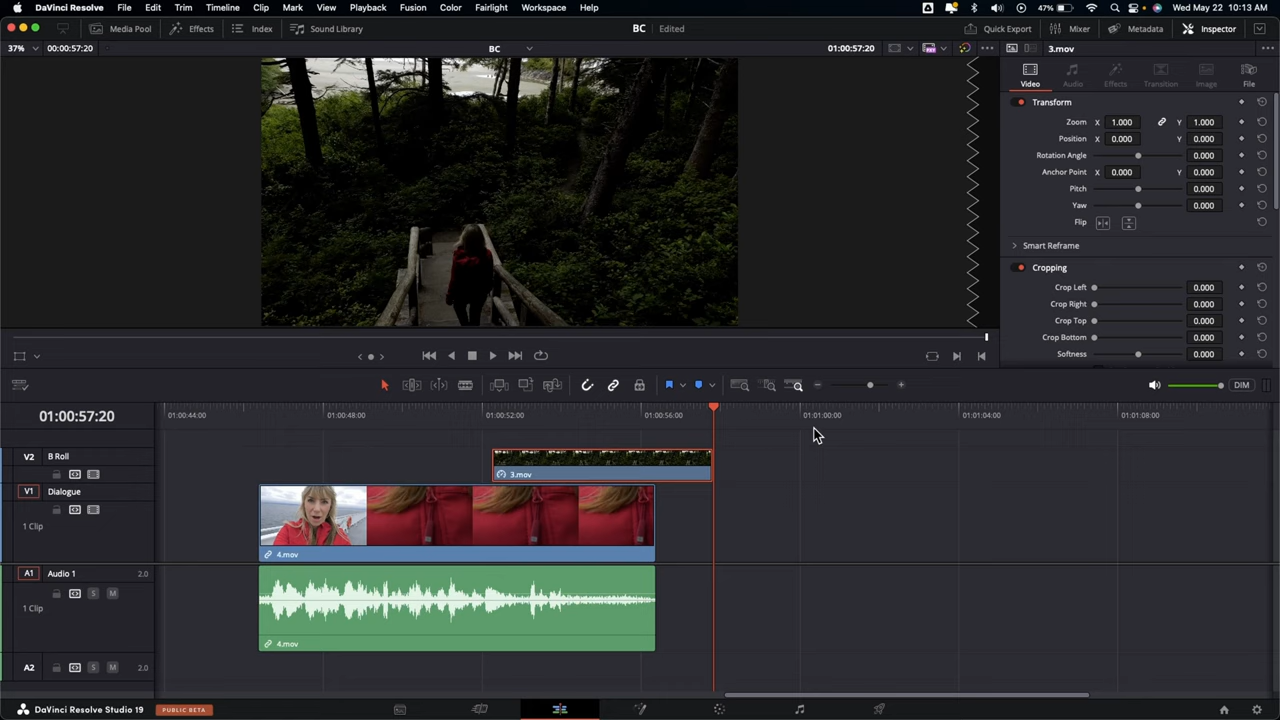 DaVinci Resolve File Edit Trim Timeline Clip Mark View Playback Fusion Color Fairlight Workspace Help 47% Wed May 22 10:13 AM
Media Pool Effects Index Sound Library BC Edited Quick Export Mixer Metadata Inspector
37% 00:00:57:20 BC 01:00:57:20 3.mov
Video Audio Effects Transition Image File
Transform
Zoom X 1.000 Y 1.000
Position X 0.000 Y 0.000
Rotation Angle 0.000
Anchor Point X 0.000 Y 0.000
Pitch 0.000
Yaw 0.000
Flip
Smart Reframe
Cropping
Crop Left 0.000
Crop Right 0.000
Crop Top 0.000
Crop Bottom 0.000
Softness 0.000
DIM
01:00:57:20 01:00:44:00 01:00:48:00 01:00:52:00 01:00:56:00 01:01:00:00 01:01:04:00 01:01:08:00
V2 B Roll
3.mov
V1 Dialogue
1 Clip
4.mov
A1 Audio 1 2.0
S M
1 Clip
4.mov
A2 S M 2.0
DaVinci Resolve Studio 19 PUBLIC BETA